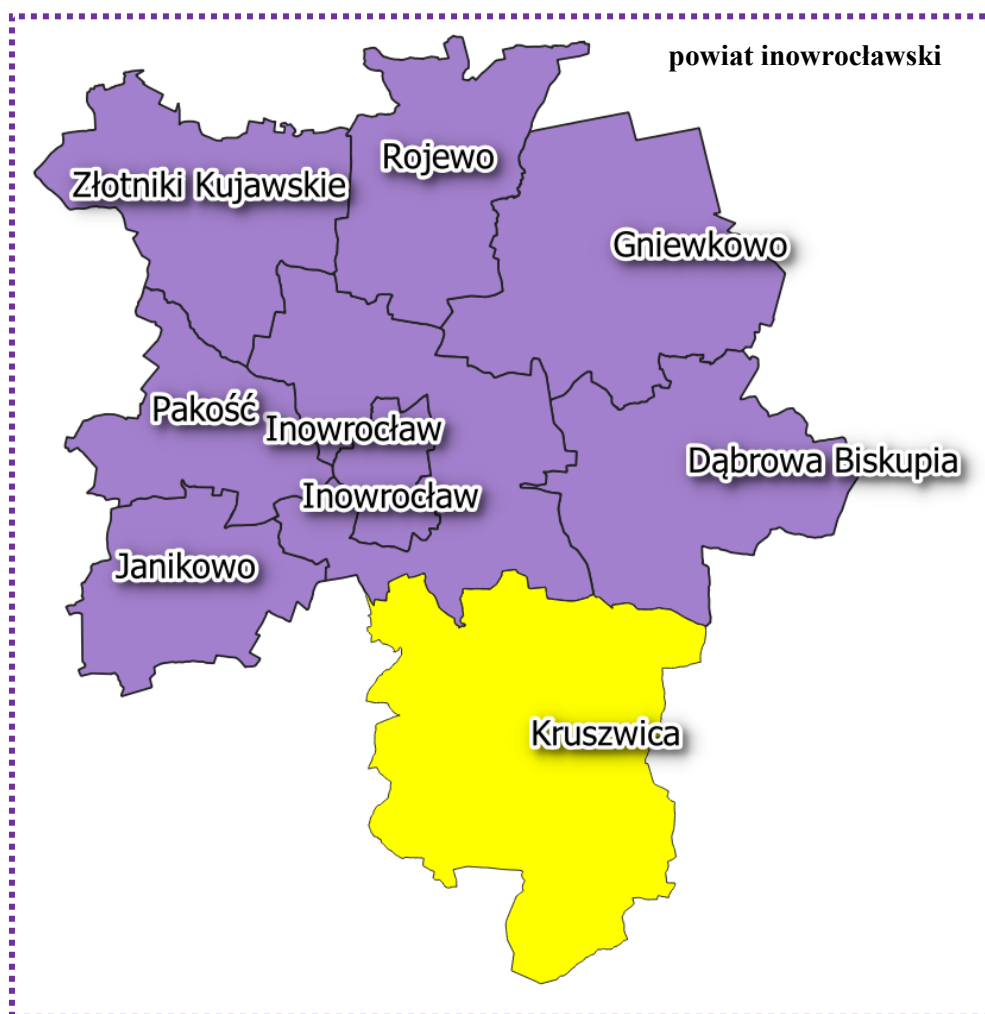 powiat inowrocławski
Rojewo
Złotniki Kujawskie
Gniewkowo
Pakość
Inowrocław
Dąbrowa Biskupia
Inowrocław
Janikowo
Kruszwica